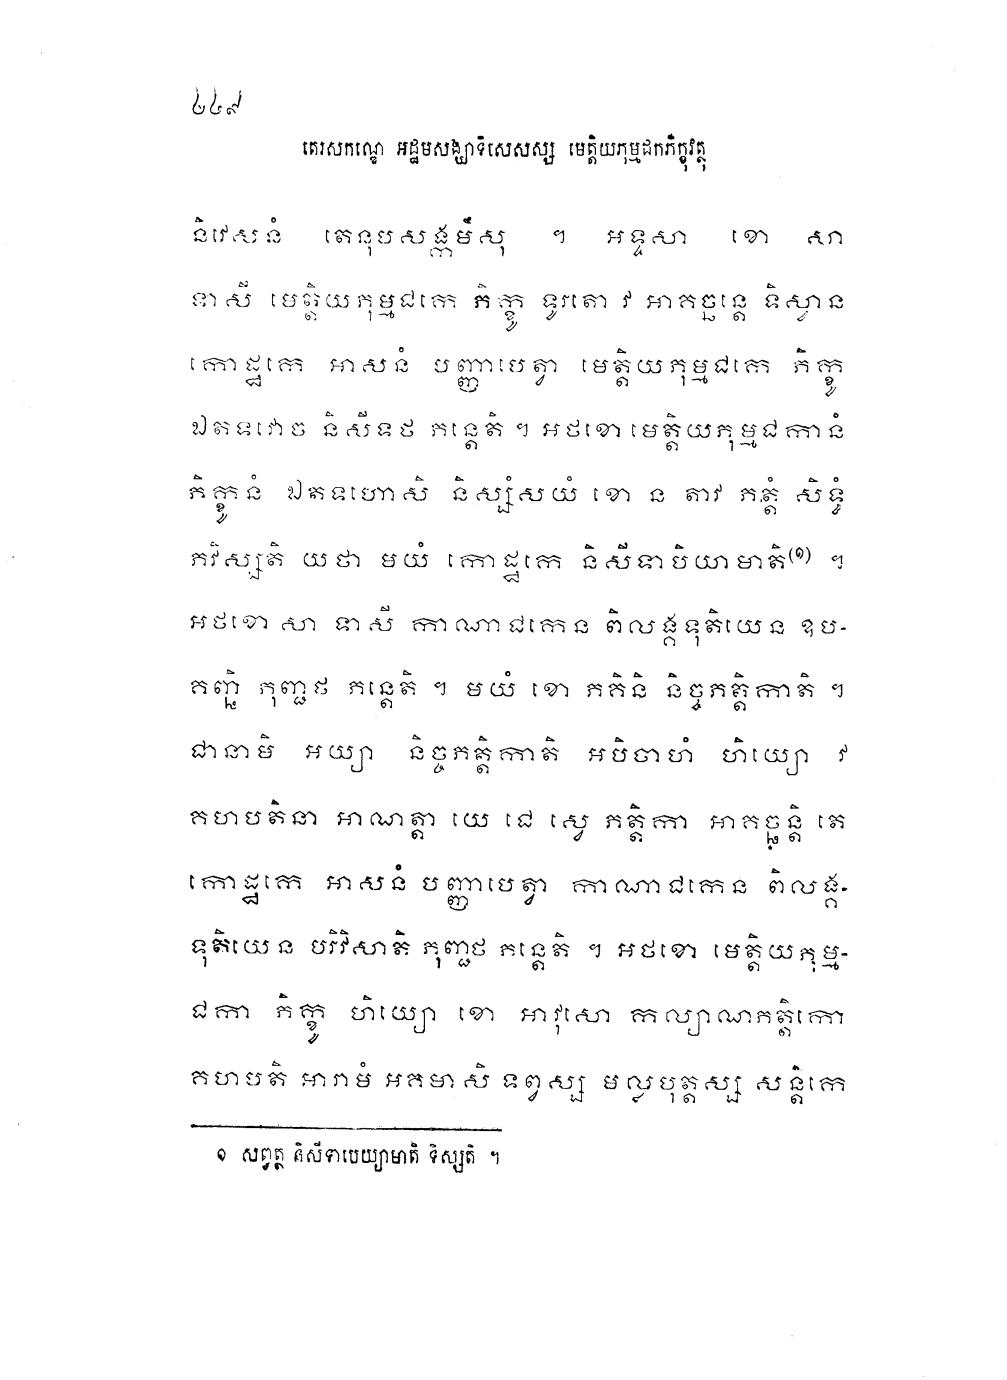 ៤៤៩
តេរសកណ្ឌេ អដ្ឋមសង្ឃាទិសេសស្ស មេត្តិយភុម្មជកភិក្ខុវត្ថុ
និវេសនំ តេនុបសង្កមឹសុ ។ អទ្ទសា ខោ សា
ទាសី មេត្តិយភុម្មជកេ ភិក្ខូ ទូរតោ វ អាគច្ឆន្តេ ទិស្វាន
កោដ្ឋកេ អាសនំ បញ្ញាបេត្វា មេត្តិយភុម្មជកេ ភិក្ខូ
ឯតទវោច និសីទថ ភន្តេតិ ។ អថខោ មេត្តិយភុម្មជកានំ
ភិក្ខូនំ ឯតទហោសិ និស្សំសយំ ខោ ន តាវ ភត្តំ សិទ្ធំ
ភវិស្សតិ យថា មយំ កោដ្ឋកេ និសីទាបិយាមាតិ(១) ។
អថខោ សា ទាសី កាណាជកេន ពិលង្គទុតិយេន ឧប-
គញ្ឆិ ភុញ្ជថ ភន្តេតិ ។ មយំ ខោ ភគិនិ និច្ចភត្តិកាតិ ។
ជានាមិ អយ្យា និច្ចភត្តិកាតិ អបិចាហំ ហិយ្យោ វ
គហបតិនា អាណត្តា យេ ជេ ស្វេ ភត្តិកា អាគច្ឆន្តិ តេ
កោដ្ឋកេ អាសនំ បញ្ញាបេត្វា កាណាជកេន ពិលង្គ-
ទុតិយេន បរិវិសាតិ ភុញ្ជថ ភន្តេតិ ។ អថខោ មេត្តិយភុម្ម-
ជកា ភិក្ខូ ហិយ្យោ ខោ អាវុសោ កល្យាណភត្តិកោ
គហបតិ អារាមំ អគមាសិ ទព្វស្ស មល្លបុត្តស្ស សន្តិកេ
១ សព្វត្ថ និសីទាបេយ្យាមាតិ ទិស្សតិ ។